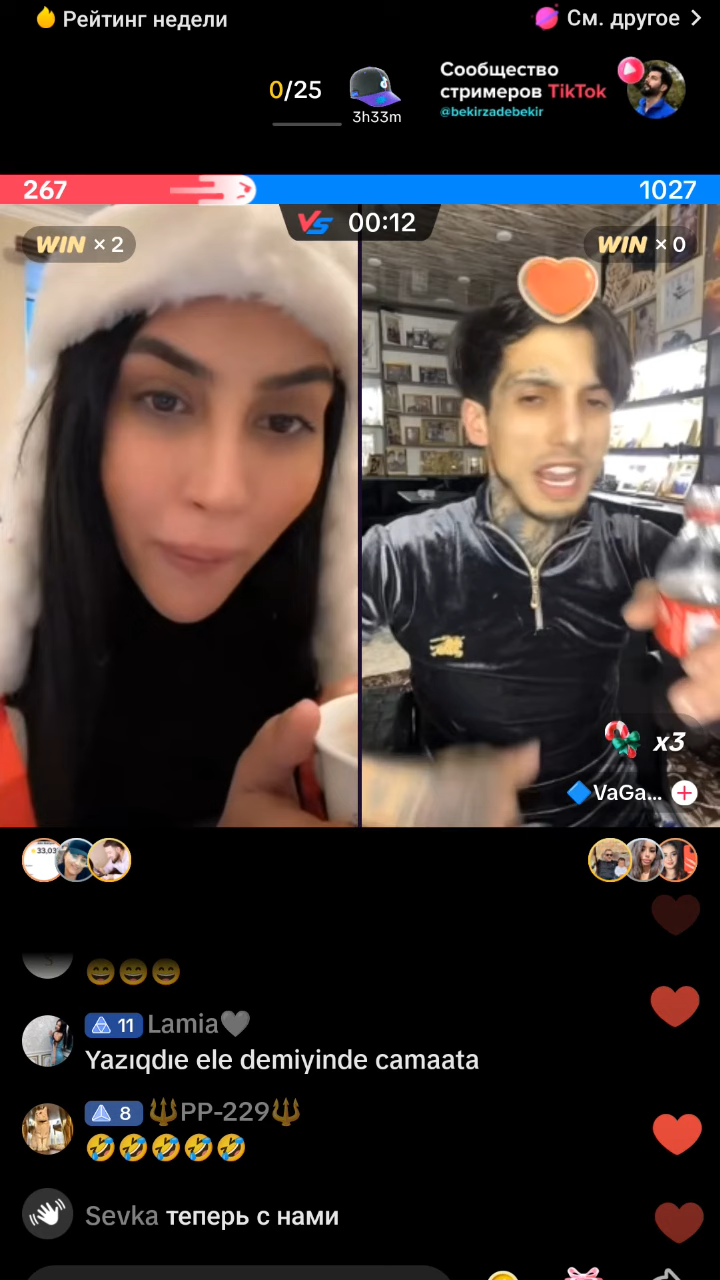 Рейтинг недели
См. другое
0/25
3h33m
Сообщество
стримеров TikTok
@bekirzadebekir
267
1027
VS 00:12
WIN × 2
WIN × 0
x3
VaGa...
33,03
11 Lamia
Yazıqdıe ele demiyinde camaata
8 PP-229
Sevka теперь с нами